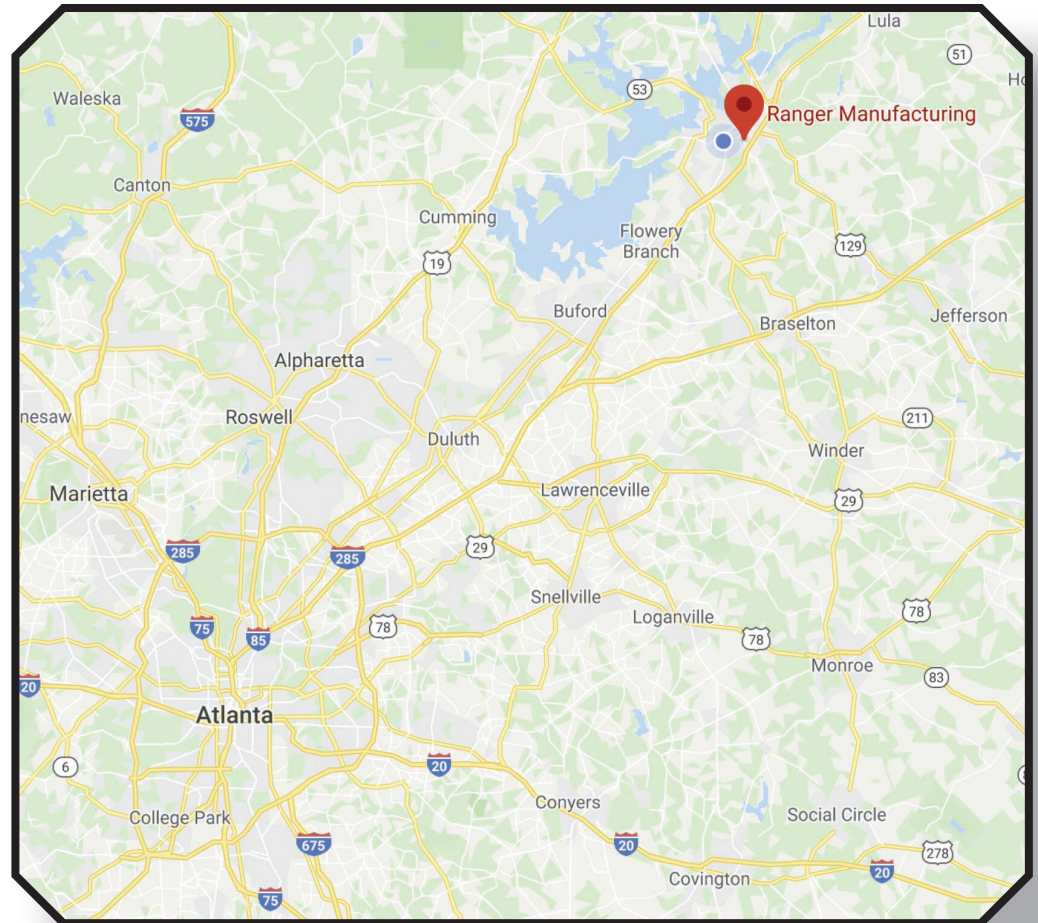 Lula
51
Waleska
53
Ranger Manufacturing
575
Canton
Cumming
Flowery
Branch
129
19
Buford
Braselton
Jefferson
Alpharetta
nesaw
Roswell
211
Duluth
Winder
Marietta
Lawrenceville
29
29
285
285
Snellville
78
75
85
78
Loganville
78
Monroe
83
20
Atlanta
6
20
Conyers
College Park
Social Circle
675
20
278
Covington
20
75